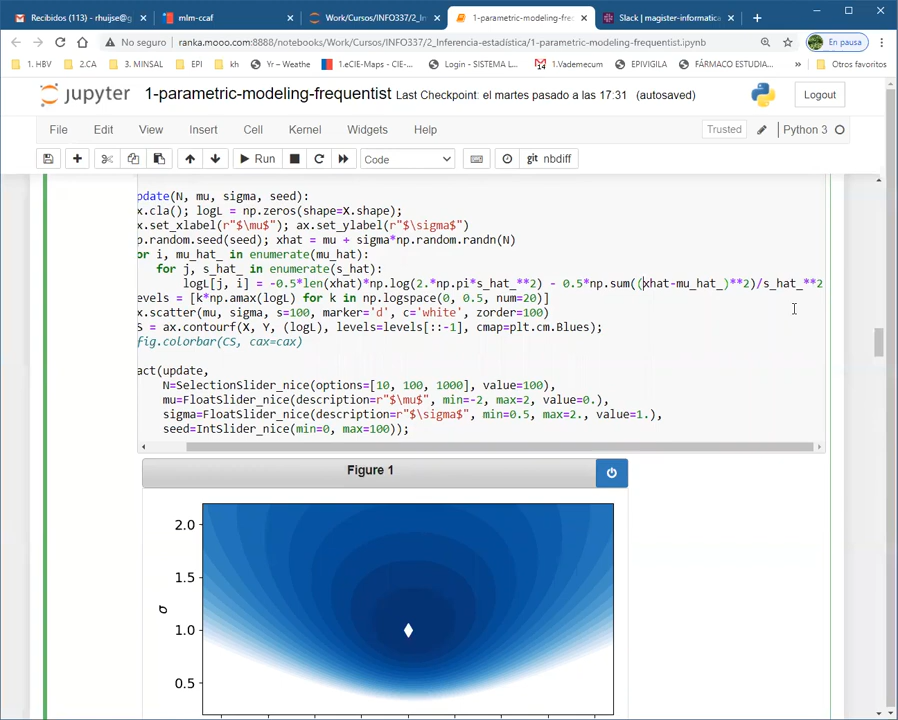 Recibidos (113) - rhuijse@g
mlm-ccaf
Work/Cursos/INFO337/2_In
1-parametric-modeling-fre
Slack | magister-informatica
ranka.mooo.com:8888/notebooks/Work/Cursos/INFO337/2_Inferencia-estadística/1-parametric-modeling-frequentist.ipynb
No seguro
En pausa
1. HBV
2.CA
3. MINSAL
EPI
kh
Yr – Weathe
1.eCIE-Maps - CIE-...
Login - SISTEMA L...
1.Vademecum
EPIVIGILA
FÁRMACO ESTUDIA...
»
Otros favoritos
jupyter
1-parametric-modeling-frequentist
Last Checkpoint: el martes pasado a las 17:31
(autosaved)
Logout
File
Edit
View
Insert
Cell
Kernel
Widgets
Help
Trusted
Python 3
Run
Code
nbdiff
pdate(N, mu, sigma, seed):
x.cla(); logL = np.zeros(shape=X.shape);
x.set_xlabel(r"$\mu$"); ax.set_ylabel(r"$\sigma$")
p.random.seed(seed); xhat = mu + sigma*np.random.randn(N)
or i, mu_hat_ in enumerate(mu_hat):
for j, s_hat_ in enumerate(s_hat):
logL[j, i] = -0.5*len(xhat)*np.log(2.*np.pi*s_hat_**2) - 0.5*np.sum((xhat-mu_hat_)**2)/s_hat_**2
evels = [k*np.amax(logL) for k in np.logspace(0, 0.5, num=20)]
x.scatter(mu, sigma, s=100, marker='d', c='white', zorder=100)
S = ax.contourf(X, Y, (logL), levels=levels[::-1], cmap=plt.cm.Blues);
fig.colorbar(CS, cax=cax)
act(update,
N=SelectionSlider_nice(options=[10, 100, 1000], value=100),
mu=FloatSlider_nice(description=r"$\mu$", min=-2, max=2, value=0.),
sigma=FloatSlider_nice(description=r"$\sigma$", min=0.5, max=2., value=1.),
seed=IntSlider_nice(min=0, max=100));
Figure 1
2.0
1.5
σ
1.0
0.5